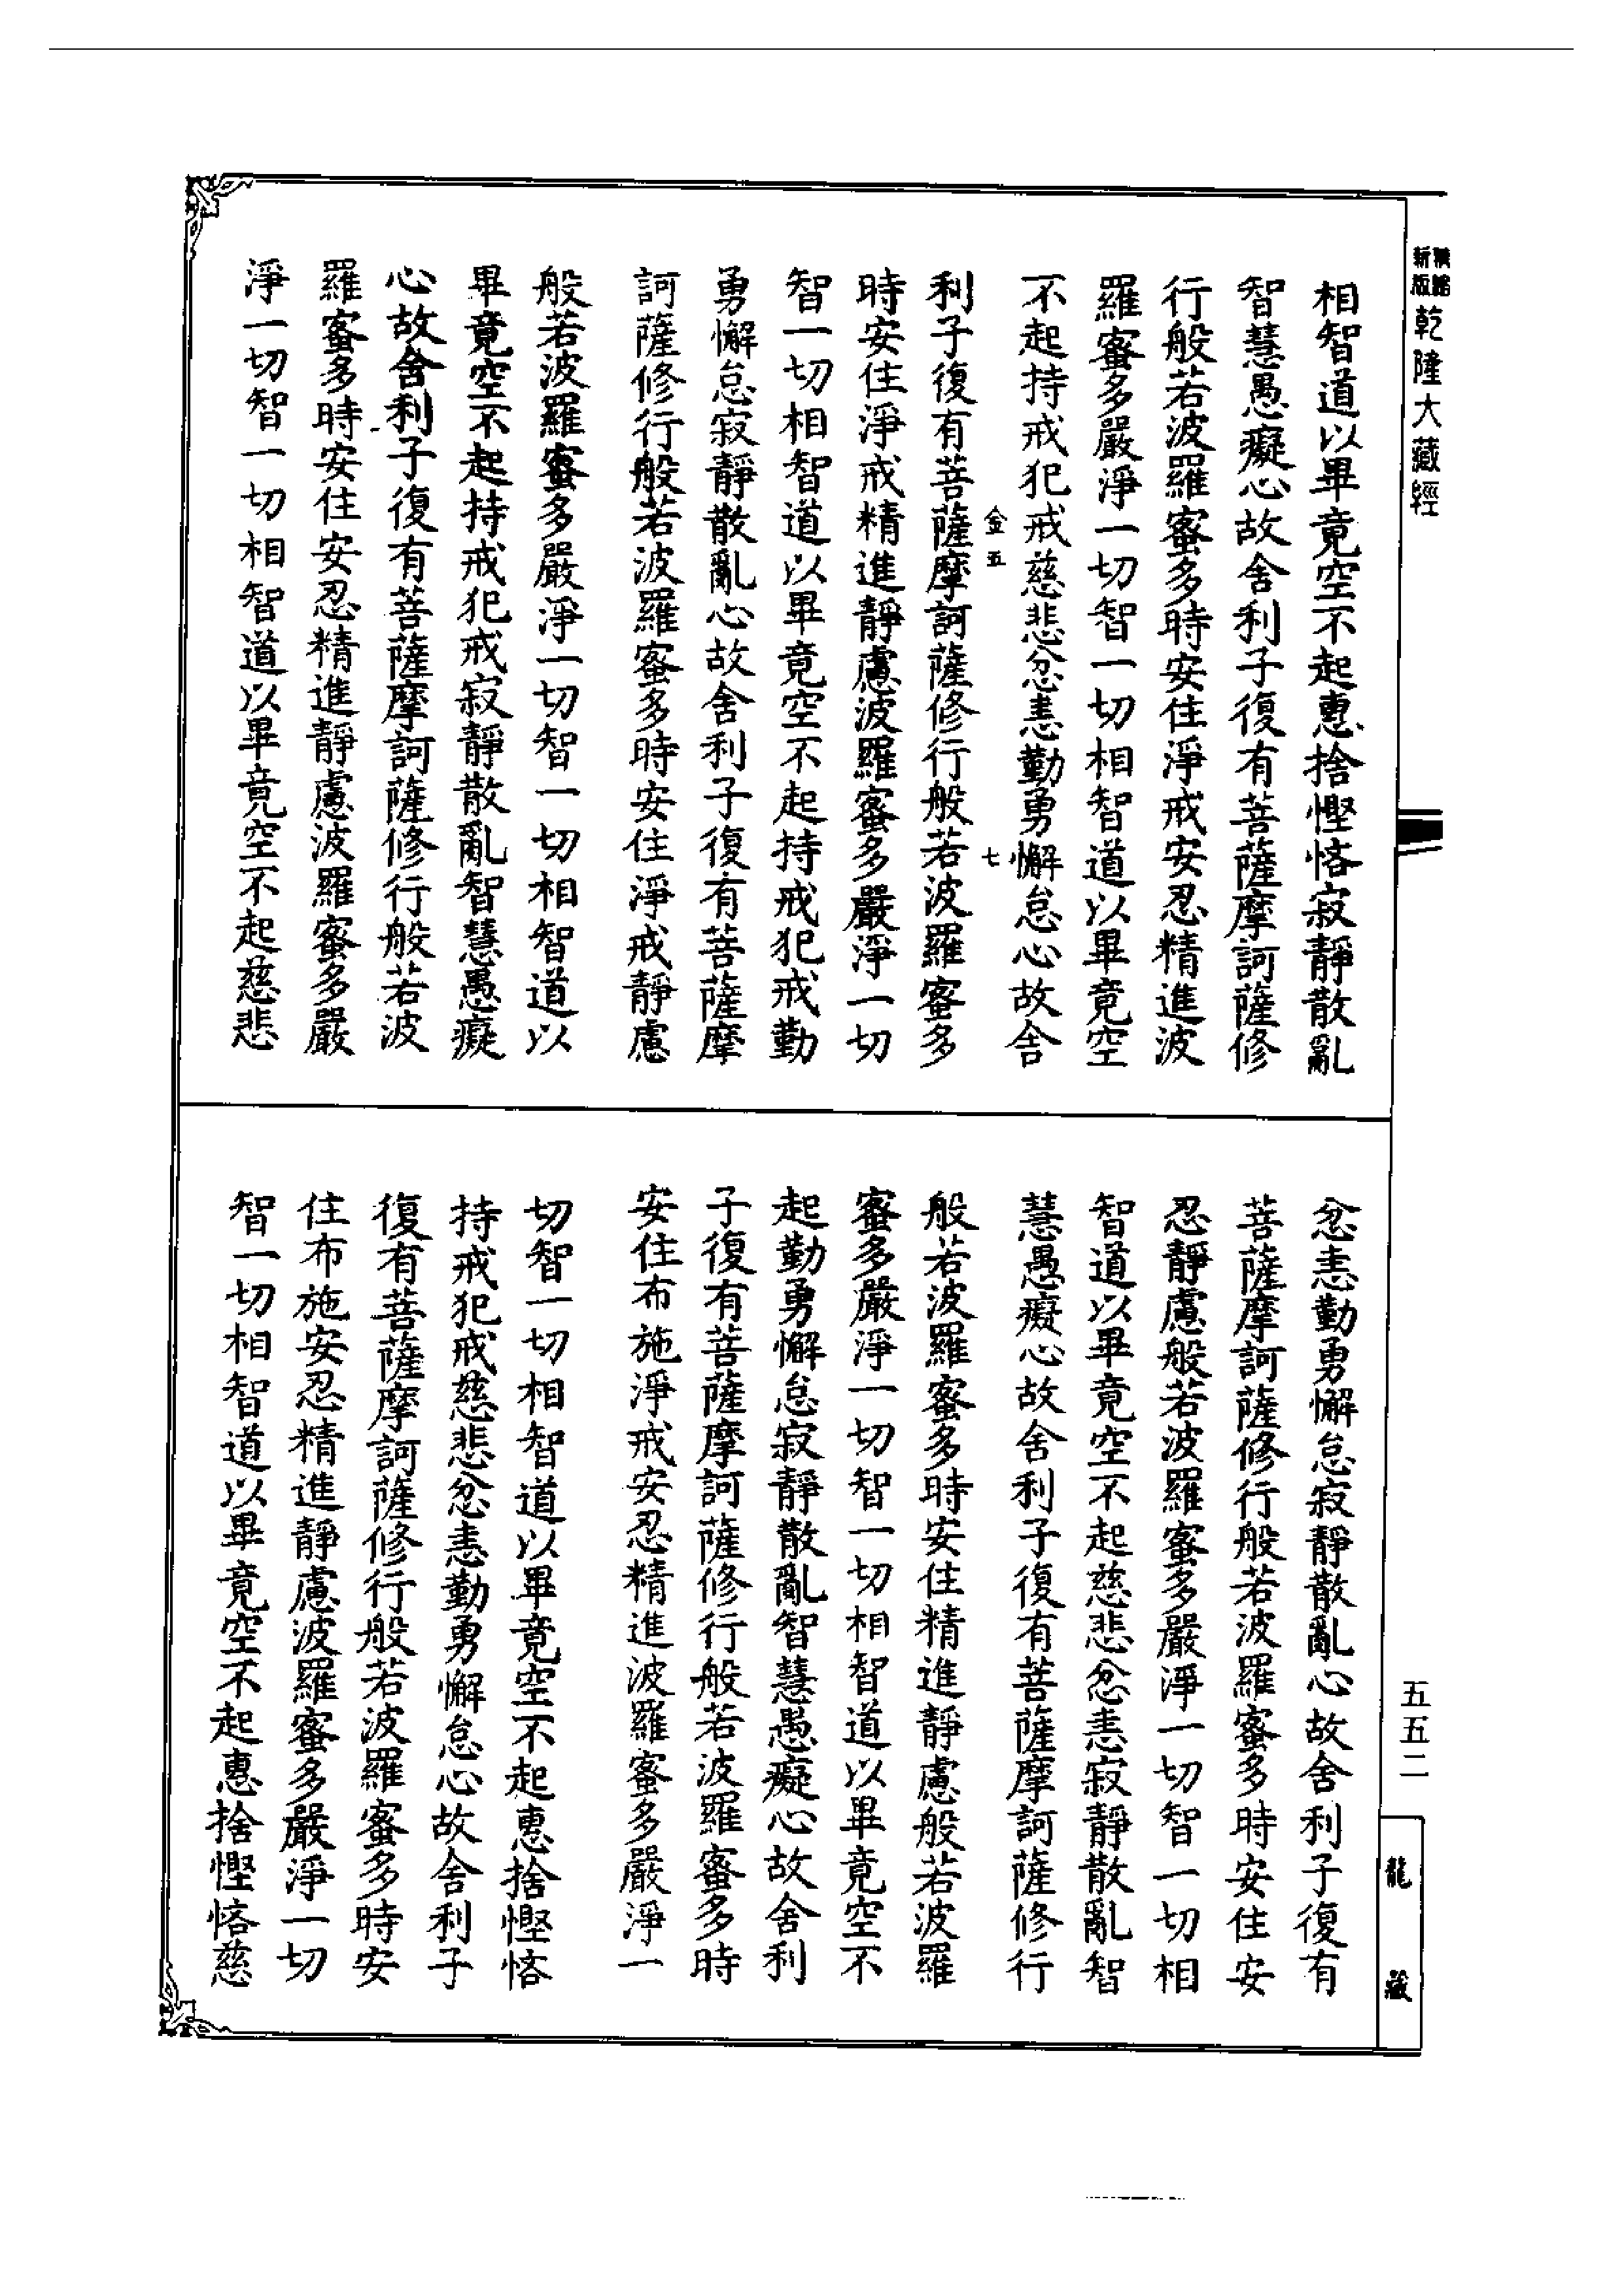 新版
乾隆大藏經
相智道以畢竟空不起惠捨慳悋寂靜散亂
智慧愚癡心故舍利子復有菩薩摩訶薩修
行般若波羅蜜多時安住淨戒安忍精進波
羅蜜多嚴淨一切智一切相智道以畢竟空
不起持戒犯戒慈悲忿恚勤勇懈怠心故舍
金五
七
利子復有菩薩摩訶薩修行般若波羅蜜多
時安住淨戒精進靜慮波羅蜜多嚴淨一切
智一切相智道以畢竟空不起持戒犯戒勤
勇懈怠寂靜散亂心故舍利子復有菩薩摩
訶薩修行般若波羅蜜多時安住淨戒靜慮
般若波羅蜜多嚴淨一切智一切相智道以
畢竟空不起持戒犯戒寂靜散亂智慧愚癡
心故舍利子復有菩薩摩訶薩修行般若波
羅蜜多時安住安忍精進靜慮波羅蜜多嚴
淨一切智一切相智道以畢竟空不起慈悲
忿恚勤勇懈怠寂靜散亂心故舍利子復有
菩薩摩訶薩修行般若波羅蜜多時安住安
忍靜慮般若波羅蜜多嚴淨一切智一切相
智道以畢竟空不起慈悲忿恚寂靜散亂智
慧愚癡心故舍利子復有菩薩摩訶薩修行
般若波羅蜜多時安住精進靜慮般若波羅
蜜多嚴淨一切智一切相智道以畢竟空不
起勤勇懈怠寂靜散亂智慧愚癡心故舍利
子復有菩薩摩訶薩修行般若波羅蜜多時
安住布施淨戒安忍精進波羅蜜多嚴淨一
切智一切相智道以畢竟空不起惠捨慳悋
持戒犯戒慈悲忿恚勤勇懈怠心故舍利子
復有菩薩摩訶薩修行般若波羅蜜多時安
住布施安忍精進靜慮波羅蜜多嚴淨一切
智一切相智道以畢竟空不起惠捨慳悋慈
五五二
龍藏